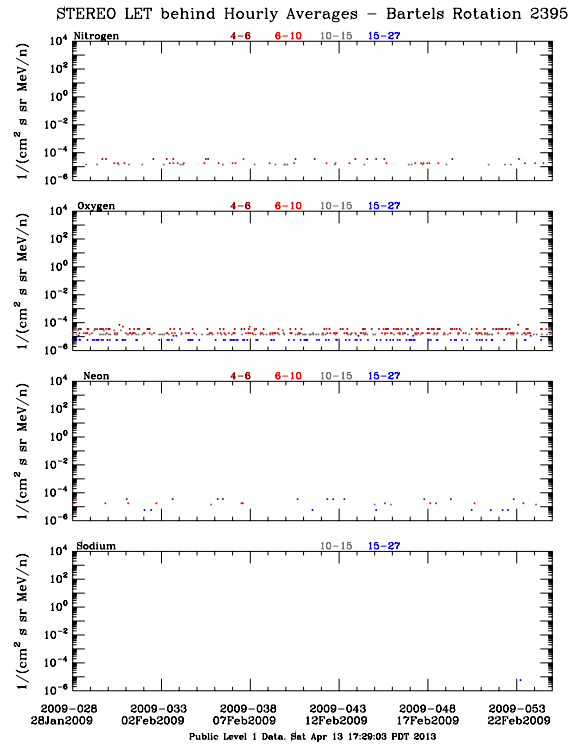 STEREO LET behind Hourly Averages - Bartels Rotation 2395
Nitrogen 4-6 6-10 10-15 15-27
10^4
10^2
10^0
10^-2
10^-4
10^-6
1/(cm^2 s sr MeV/n)
Oxygen 4-6 6-10 10-15 15-27
10^4
10^2
10^0
10^-2
10^-4
10^-6
1/(cm^2 s sr MeV/n)
Neon 4-6 6-10 10-15 15-27
10^4
10^2
10^0
10^-2
10^-4
10^-6
1/(cm^2 s sr MeV/n)
Sodium 10-15 15-27
10^4
10^2
10^0
10^-2
10^-4
10^-6
1/(cm^2 s sr MeV/n)
2009-028 2009-033 2009-038 2009-043 2009-048 2009-053
28Jan2009 02Feb2009 07Feb2009 12Feb2009 17Feb2009 22Feb2009
Public Level 1 Data. Sat Apr 13 17:29:03 PDT 2013